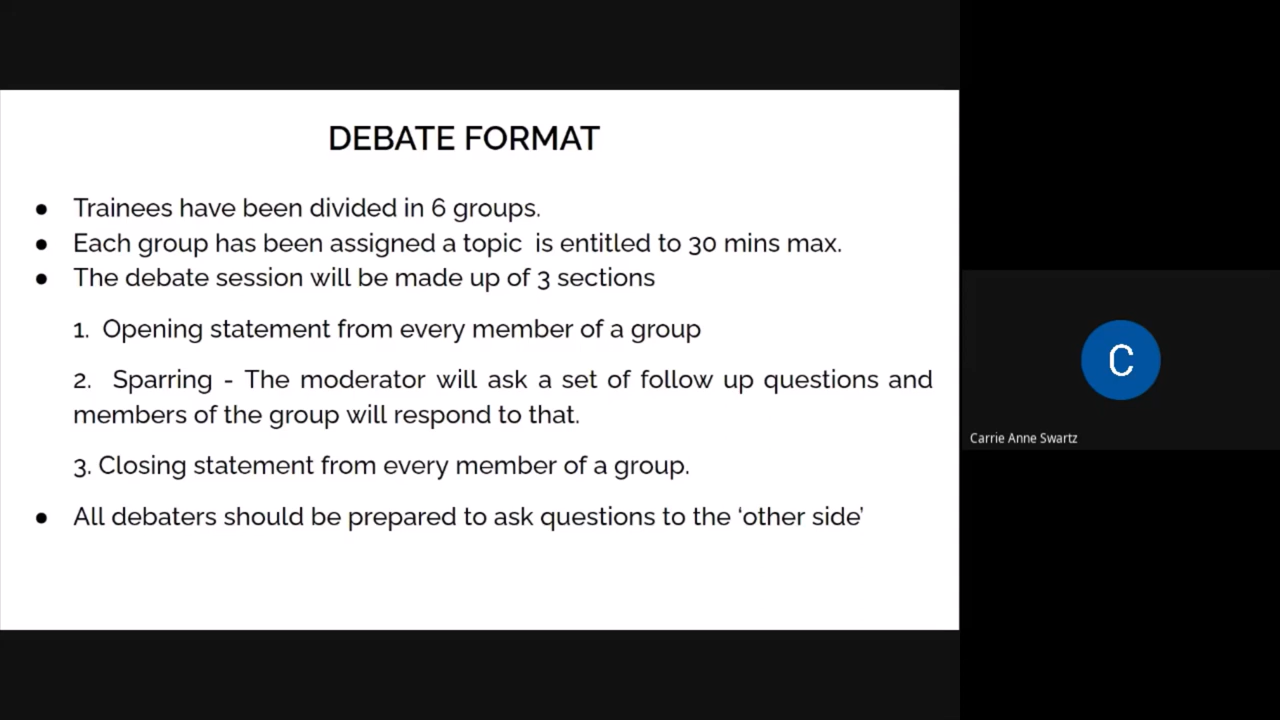 DEBATE FORMAT
● Trainees have been divided in 6 groups.
● Each group has been assigned a topic  is entitled to 30 mins max.
● The debate session will be made up of 3 sections
1.  Opening statement from every member of a group
2.  Sparring - The moderator will ask a set of follow up questions and
members of the group will respond to that.
3. Closing statement from every member of a group.
● All debaters should be prepared to ask questions to the ‘other side’
C
Carrie Anne Swartz